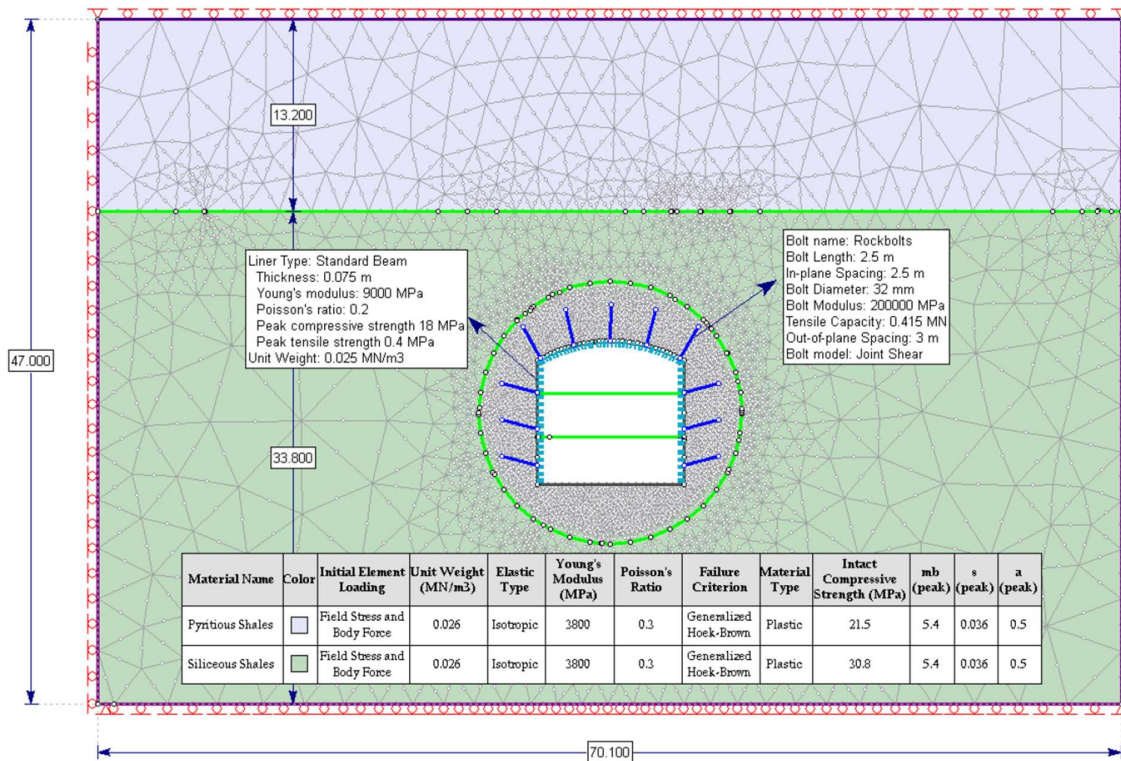 13.200
Liner Type: Standard Beam
Thickness: 0.075 m
Young's modulus: 9000 MPa
Poisson's ratio: 0.2
Peak compressive strength 18 MPa
Peak tensile strength 0.4 MPa
Unit Weight: 0.025 MN/m3
Bolt name: Rockbolts
Bolt Length: 2.5 m
In-plane Spacing: 2.5 m
Bolt Diameter: 32 mm
Bolt Modulus: 200000 MPa
Tensile Capacity: 0.415 MN
Out-of-plane Spacing: 3 m
Bolt model: Joint Shear
47.000
33.800
Material Name Color Initial Element Loading Unit Weight (MN/m3) Elastic Type Young's Modulus (MPa) Poisson's Ratio Failure Criterion Material Type Intact Compressive Strength (MPa) mb (peak) s (peak) a (peak)
Pyritious Shales Field Stress and Body Force 0.026 Isotropic 3800 0.3 Generalized Hoek-Brown Plastic 21.5 5.4 0.036 0.5
Siliceous Shales Field Stress and Body Force 0.026 Isotropic 3800 0.3 Generalized Hoek-Brown Plastic 30.8 5.4 0.036 0.5
70.100